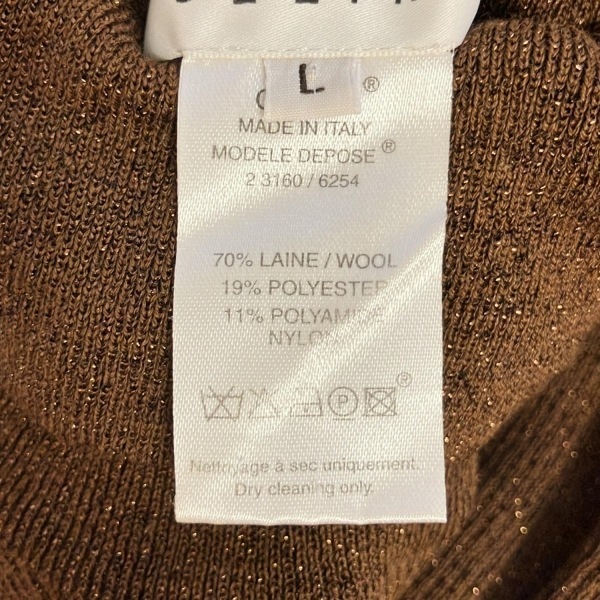 L
®
MADE IN ITALY
MODELE DEPOSE ®
2 3160 / 6254
70% LAINE / WOOL
19% POLYESTER
11% POLYAMIDE
NYLON
P ®
Nettoyage à sec uniquement.
Dry cleaning only.